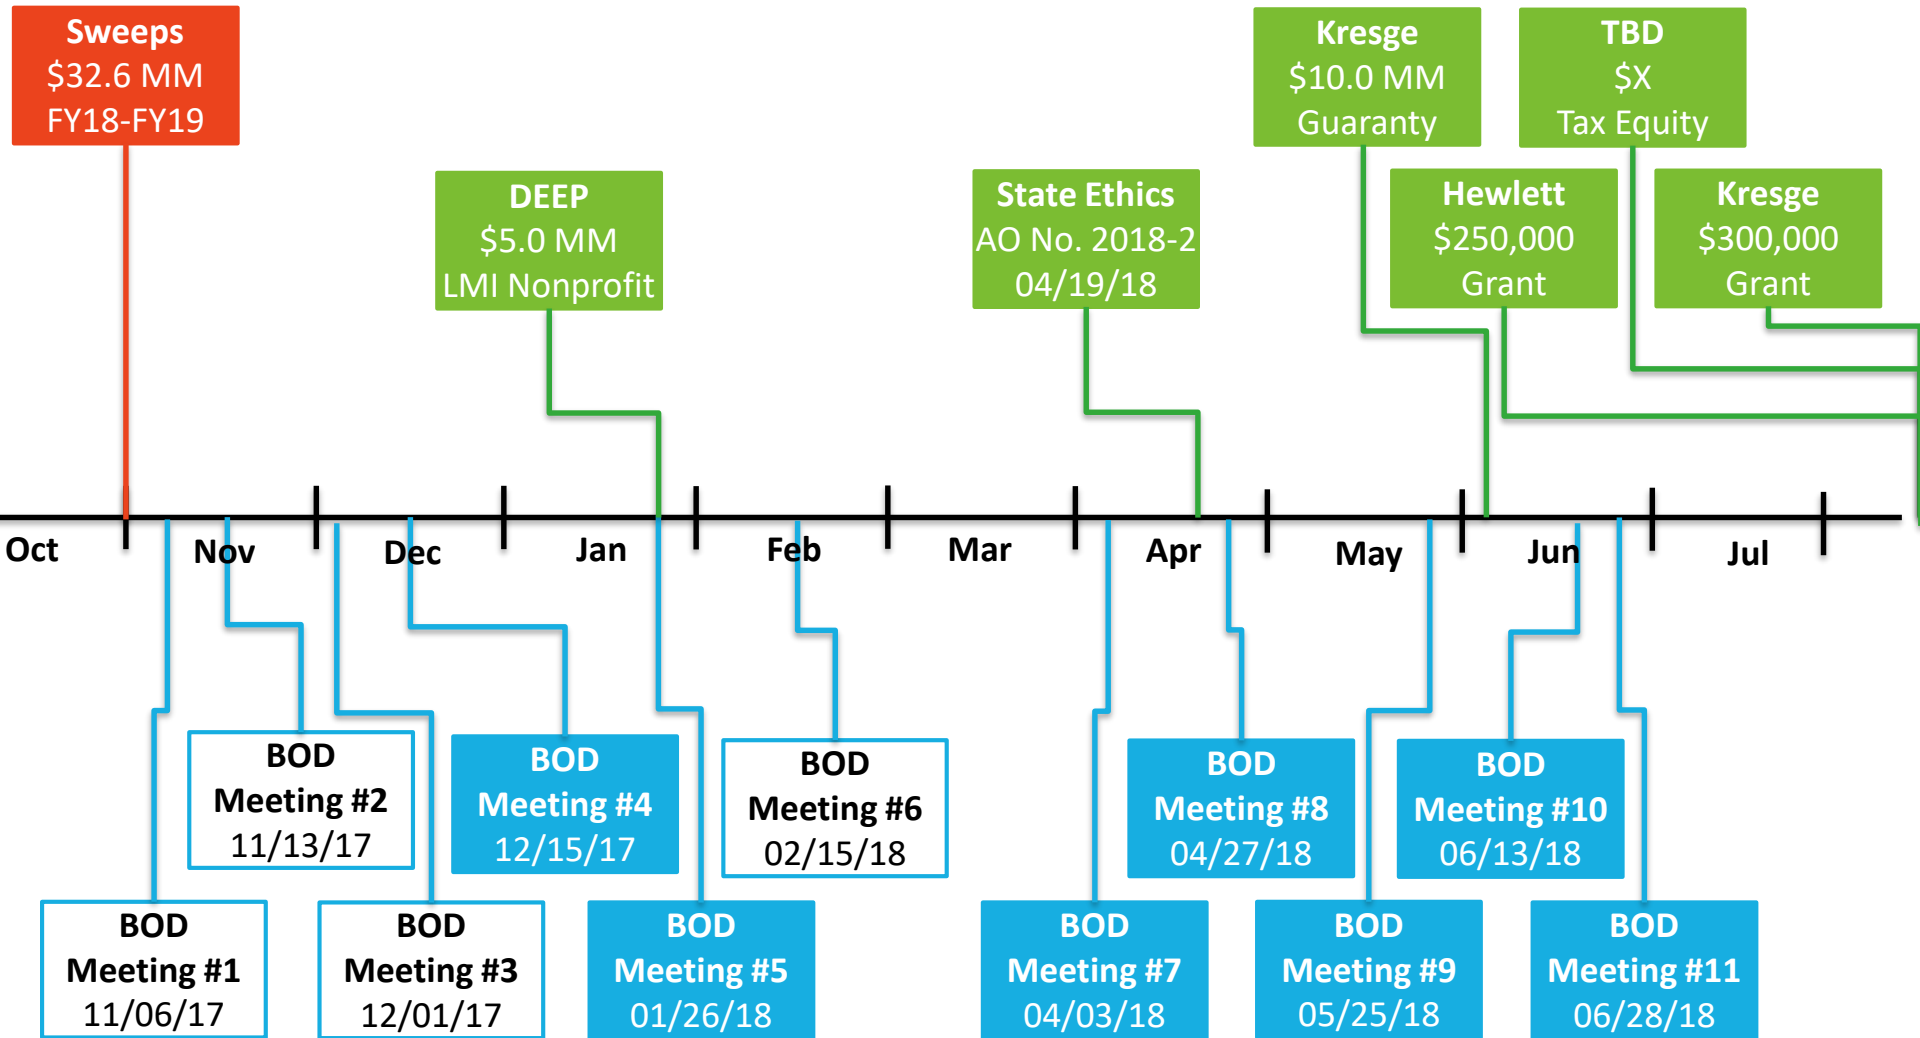 Sweeps
$32.6 MM
FY18-FY19
Kresge
$10.0 MM
Guaranty
TBD
$X
Tax Equity
DEEP
$5.0 MM
LMI Nonprofit
State Ethics
AO No. 2018-2
04/19/18
Hewlett
$250,000
Grant
Kresge
$300,000
Grant
Oct
Nov
Dec
Jan
Feb
Mar
Apr
May
Jun
Jul
BOD
Meeting #2
11/13/17
BOD
Meeting #4
12/15/17
BOD
Meeting #6
02/15/18
BOD
Meeting #8
04/27/18
BOD
Meeting #10
06/13/18
BOD
Meeting #1
11/06/17
BOD
Meeting #3
12/01/17
BOD
Meeting #5
01/26/18
BOD
Meeting #7
04/03/18
BOD
Meeting #9
05/25/18
BOD
Meeting #11
06/28/18